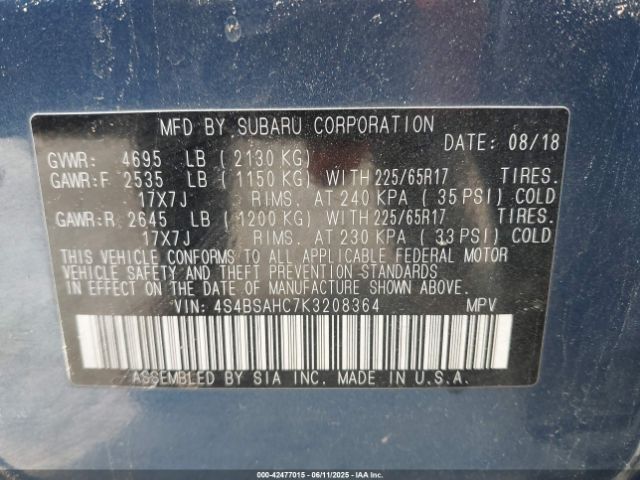 MFD BY SUBARU CORPORATION
DATE: 08/18
GVWR: 4695 LB (2130 KG)
GAWR:F 2535 LB (1150 KG) WITH 225/65R17 TIRES.
17X7J RIMS. AT 240 KPA (35 PSI) COLD
GAWR:R 2645 LB (1200 KG) WITH 225/65R17 TIRES.
17X7J RIMS. AT 230 KPA (33 PSI) COLD
THIS VEHICLE CONFORMS TO ALL APPLICABLE FEDERAL MOTOR
VEHICLE SAFETY AND THEFT PREVENTION STANDARDS
IN EFFECT ON THE DATE OF MANUFACTURE SHOWN ABOVE.
VIN: 4S4BSAHC7K3208364 MPV
ASSEMBLED BY SIA INC. MADE IN U.S.A.
000-42477015 - 06/11/2025 - IAAI.COM